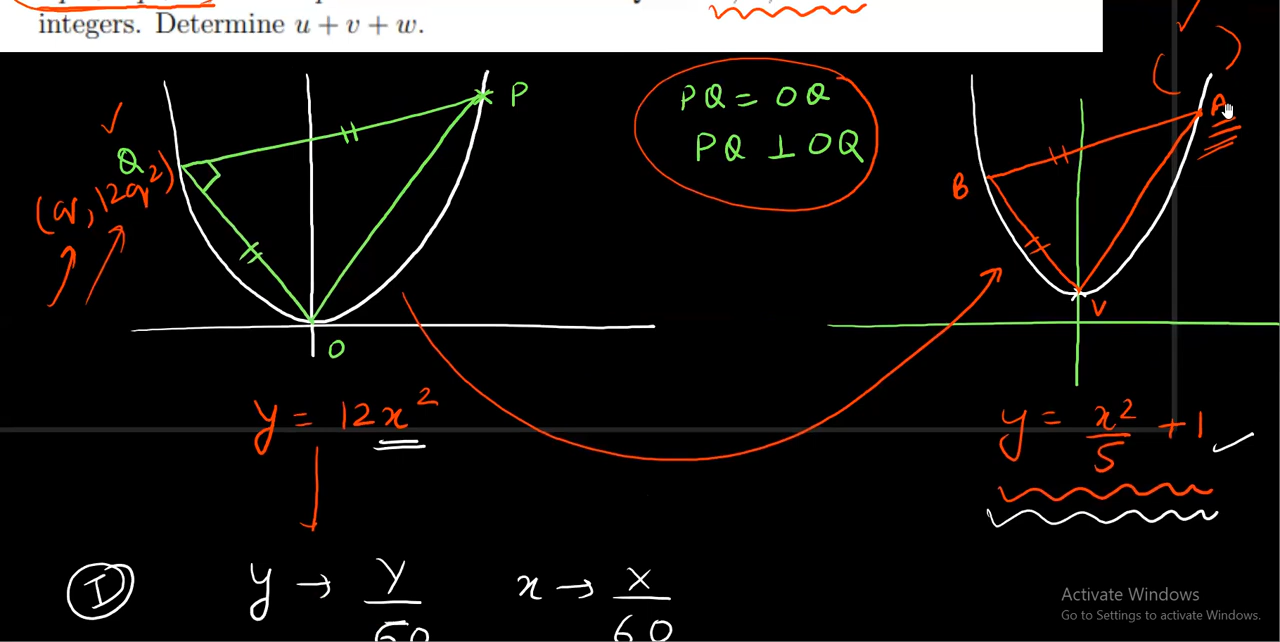 integers. Determine u + v + w.
P
PQ = OQ
PQ ⊥ OQ
A
Q
(q, 12q²)
B
V
O
y = 12x²
y = x²/5 + 1
I y → Y/60 x → X/60
Activate Windows
Go to Settings to activate Windows.